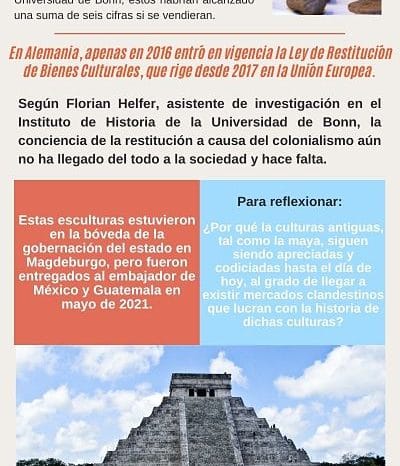 Universidad de Bonn, estos habrían alcanzado
una suma de seis cifras si se vendieran.
En Alemania, apenas en 2016 entró en vigencia la Ley de Restitución
de Bienes Culturales, que rige desde 2017 en la Unión Europea.
Según Florian Helfer, asistente de investigación en el
Instituto de Historia de la Universidad de Bonn, la
conciencia de la restitución a causa del colonialismo aún
no ha llegado del todo a la sociedad y hace falta.
Estas esculturas estuvieron
en la bóveda de la
gobernación del estado en
Magdeburgo, pero fueron
entregados al embajador de
México y Guatemala en
mayo de 2021.
Para reflexionar:
¿Por qué la culturas antiguas,
tal como la maya, siguen
siendo apreciadas y
codiciadas hasta el día de
hoy, al grado de llegar a
existir mercados clandestinos
que lucran con la historia de
dichas culturas?